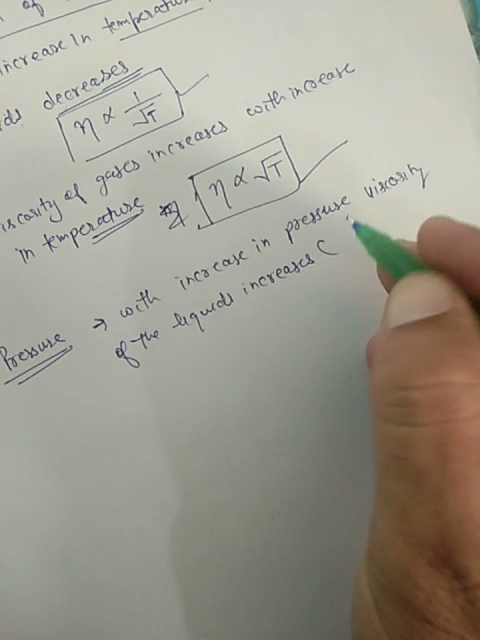 of
increase in temperature
decreases
η ∝ 1/√T
viscosity of gases increases with increase
in temperature η ∝ √T
Pressure → with increase in pressure viscosity
of the liquids increases (